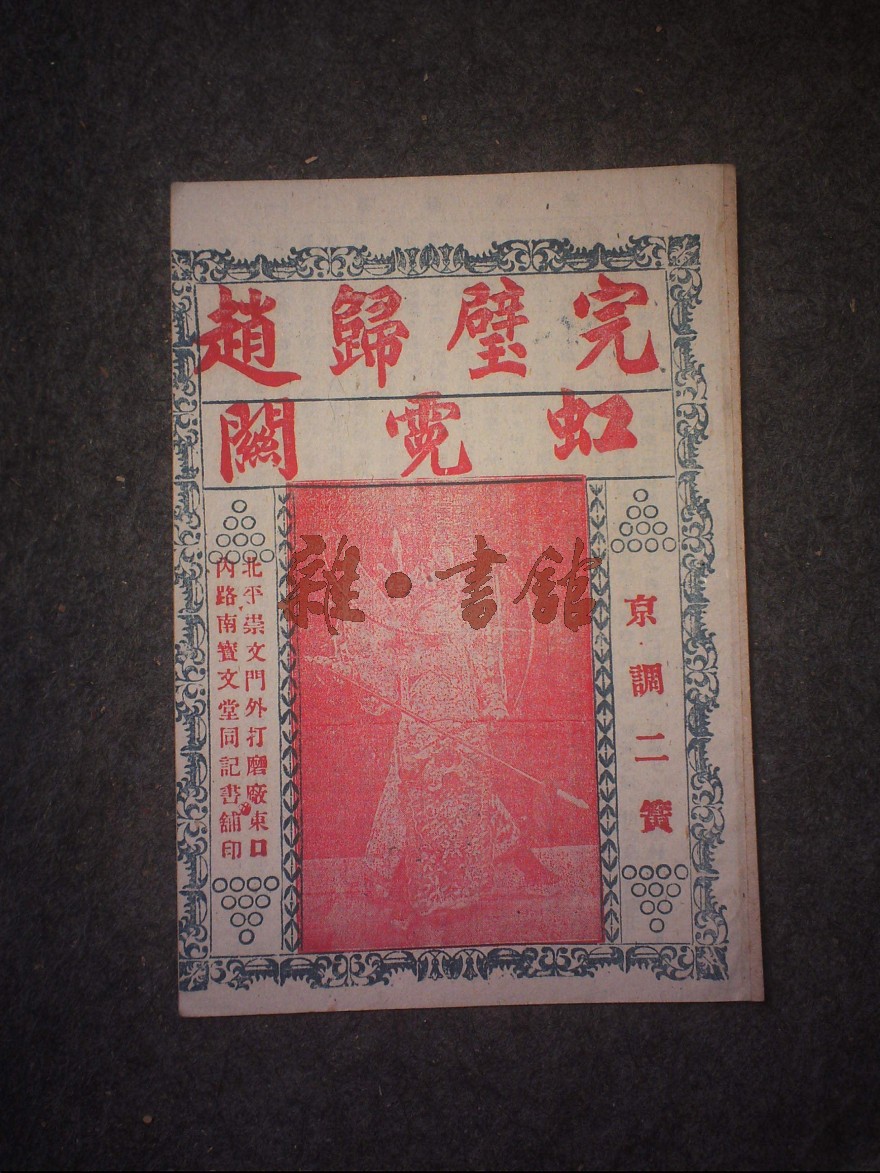 完璧歸趙
虹霓關
京·調二簧
北平崇文門外打磨廠東口
內路南寶文堂同記書舖印
雜·書舘